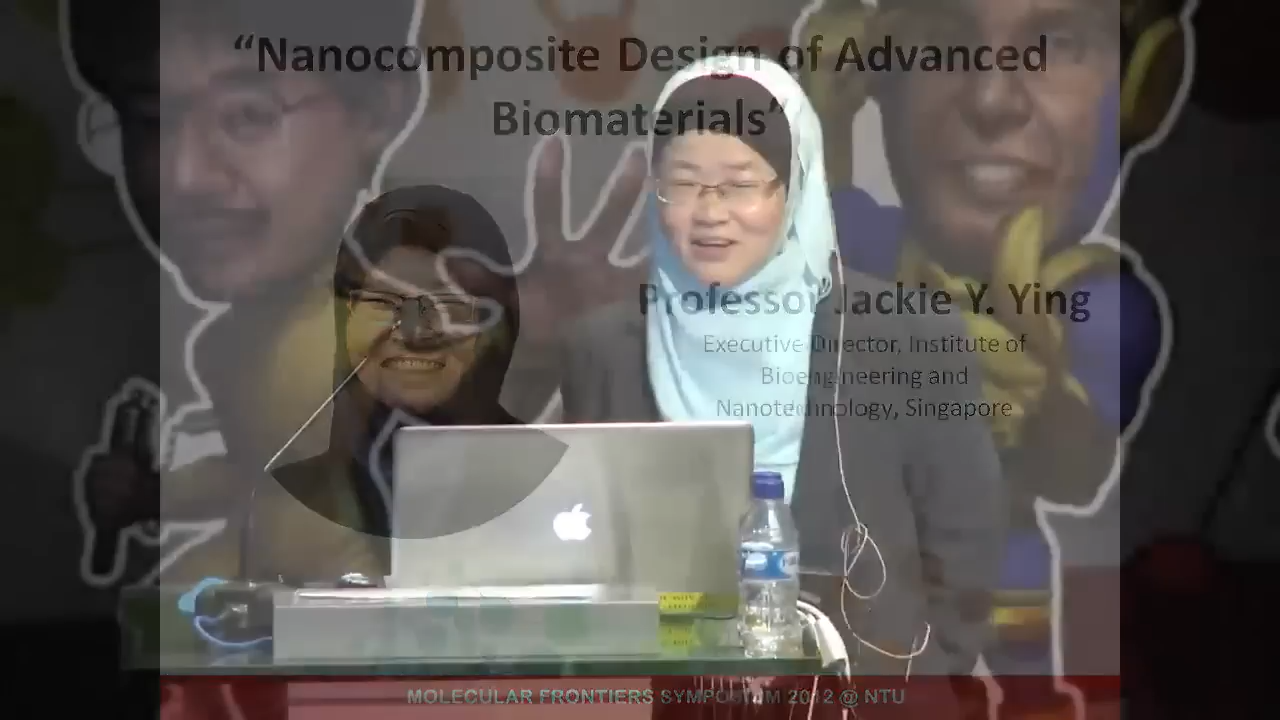 “Nanocomposite Design of Advanced
Biomaterials”
Professor Jackie Y. Ying
Executive Director, Institute of
Bioengineering and
Nanotechnology, Singapore
MOLECULAR FRONTIERS SYMPOSIUM 2012 @ NTU